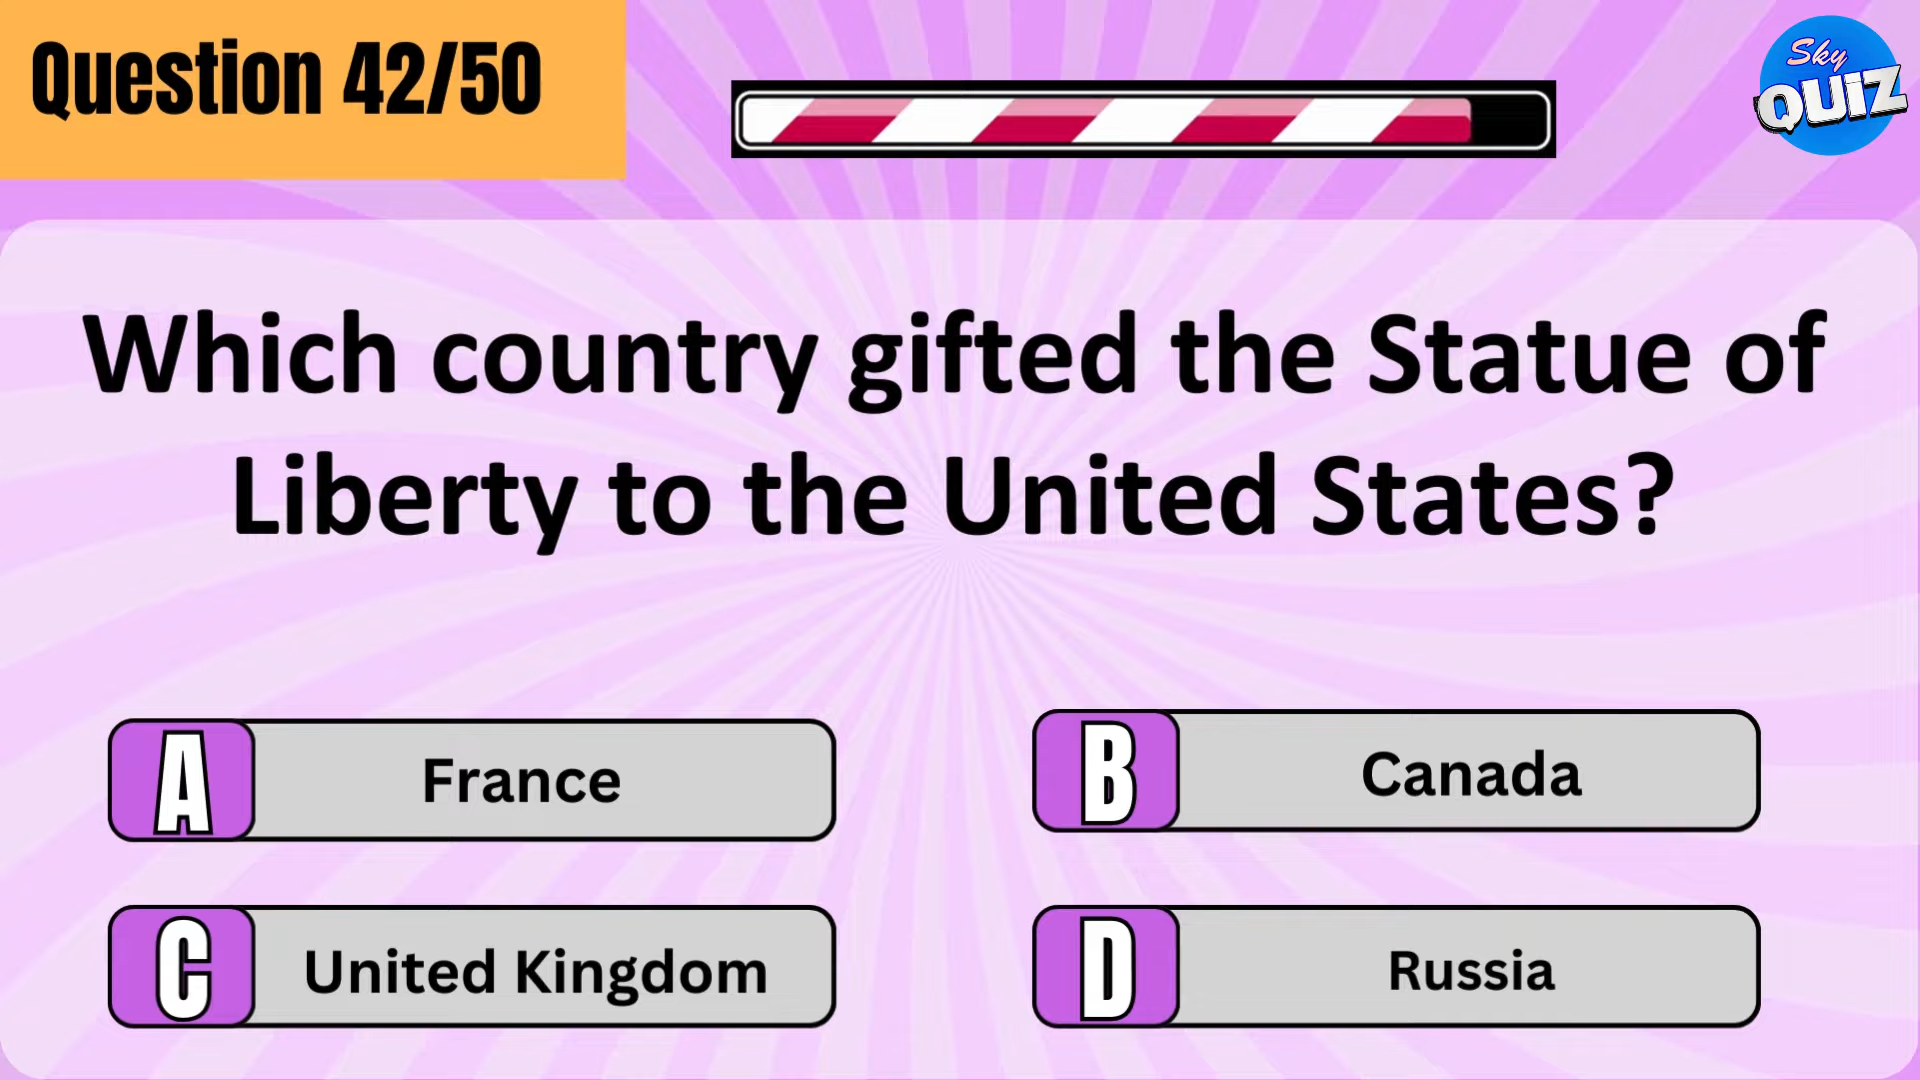 Question 42/50
Sky
QUIZ
Which country gifted the Statue of
Liberty to the United States?
A France
B Canada
C United Kingdom
D Russia